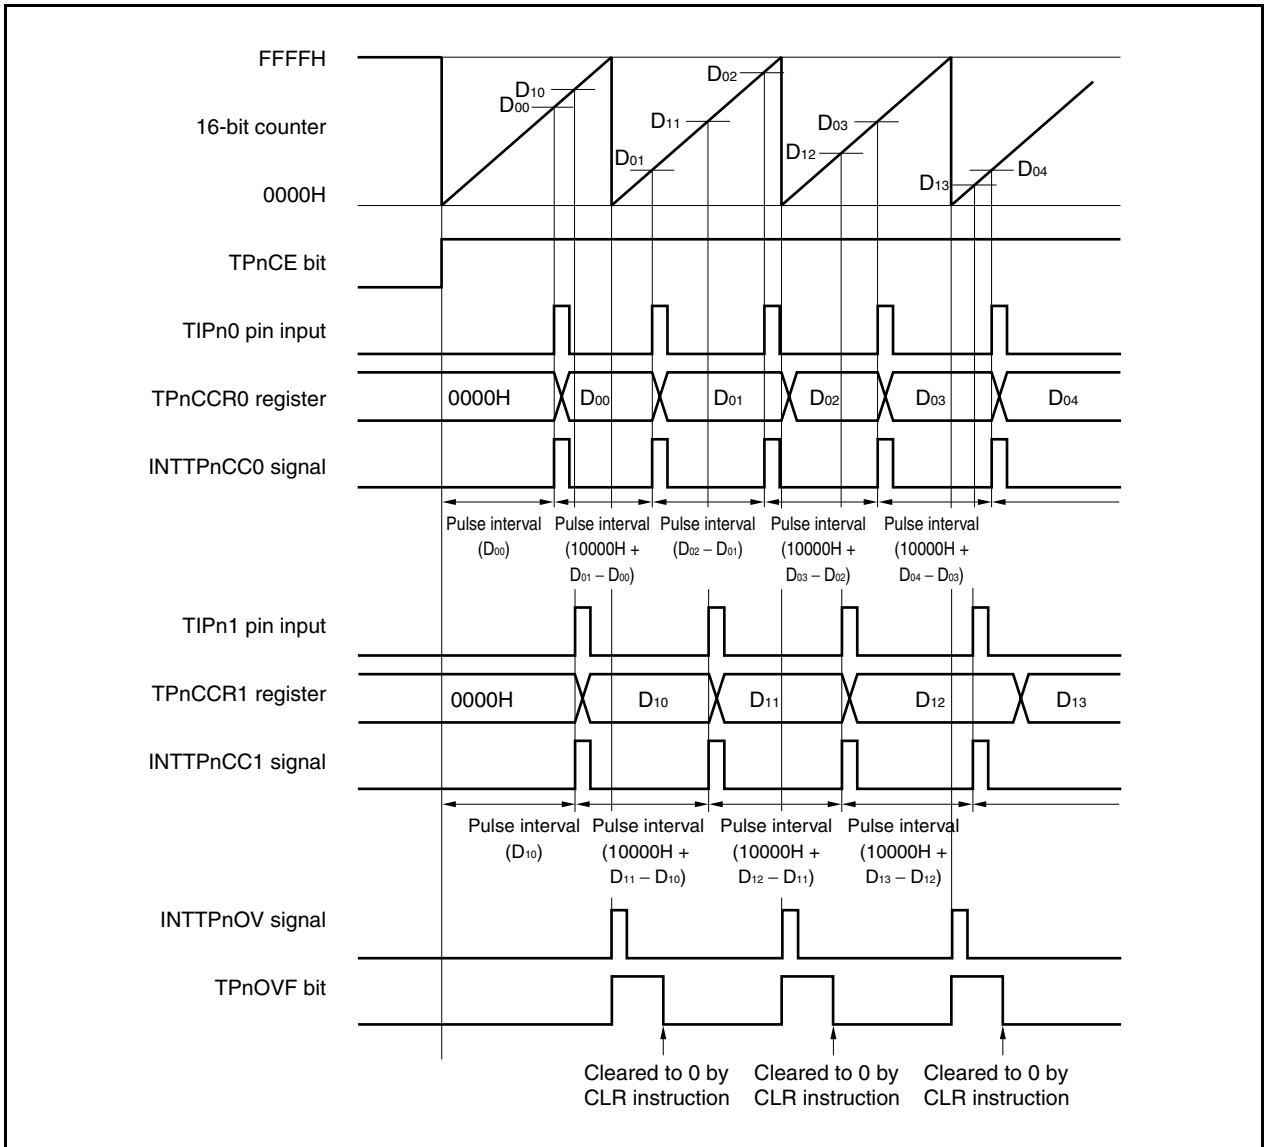 FFFFH
D02
D10
D00
D11
D03
16-bit counter
D12
D01
D04
D13
0000H
TPnCE bit
TIPn0 pin input
TPnCCR0 register
0000H
D00
D01
D02
D03
D04
INTTPnCC0 signal
Pulse interval
(D00)
Pulse interval
(10000H +
D01 – D00)
Pulse interval
(D02 – D01)
Pulse interval
(10000H +
D03 – D02)
Pulse interval
(10000H +
D04 – D03)
TIPn1 pin input
TPnCCR1 register
0000H
D10
D11
D12
D13
INTTPnCC1 signal
Pulse interval
(D10)
Pulse interval
(10000H +
D11 – D10)
Pulse interval
(10000H +
D12 – D11)
Pulse interval
(10000H +
D13 – D12)
INTTPnOV signal
TPnOVF bit
Cleared to 0 by
CLR instruction
Cleared to 0 by
CLR instruction
Cleared to 0 by
CLR instruction